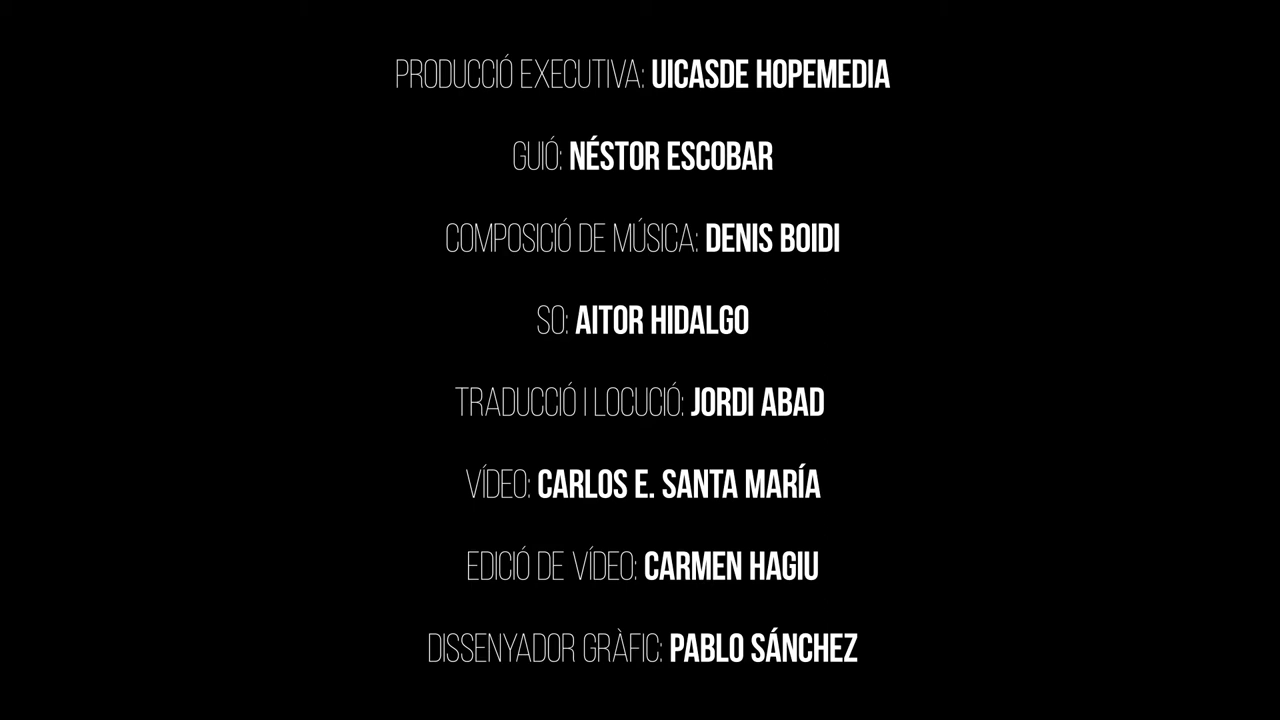 PRODUCCIÓ EXECUTIVA: UICASDE HOPEMEDIA
GUIÓ: NÉSTOR ESCOBAR
COMPOSICIÓ DE MÚSICA: DENIS BOIDI
SO: AITOR HIDALGO
TRADUCCIÓ I LOCUCIÓ: JORDI ABAD
VÍDEO: CARLOS E. SANTA MARÍA
EDICIÓ DE VÍDEO: CARMEN HAGIU
DISSENYADOR GRÀFIC: PABLO SÁNCHEZ